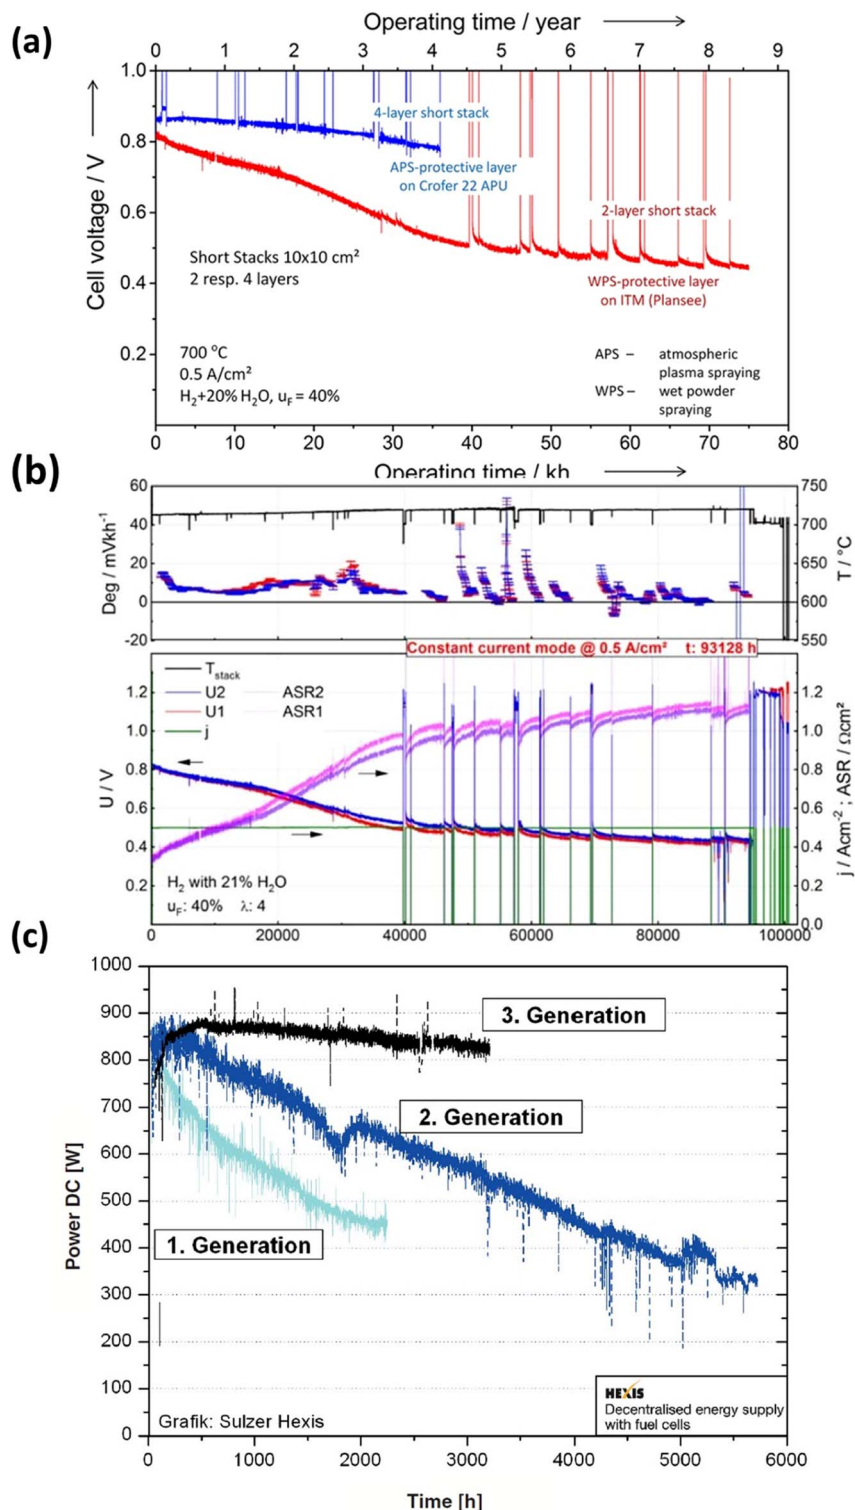 (a)
Operating time / year
0 1 2 3 4 5 6 7 8 9
1.0
0.8
0.6
0.4
0.2
Cell voltage / V
4-layer short stack
APS-protective layer
on Crofer 22 APU
2-layer short stack
Short Stacks 10x10 cm²
2 resp. 4 layers
WPS-protective layer
on ITM (Plansee)
700 °C
0.5 A/cm²
H₂+20% H₂O, uF = 40%
APS – atmospheric
plasma spraying
WPS – wet powder
spraying
0 10 20 30 40 50 60 70 80
Operating time / kh
(b)
60
40
20
0
-20
Deg / mVkh⁻¹
750
700
650
600
550
T / °C
Constant current mode @ 0.5 A/cm² t: 93128 h
Tstack
U2 ASR2
U1 ASR1
j
1.2
1.0
0.8
0.6
0.4
0.2
U / V
1.2
1.0
0.8
0.6
0.4
0.2
0.0
j / Acm⁻² ; ASR / Ωcm²
H₂ with 21% H₂O
uF: 40% λ: 4
0 20000 40000 60000 80000 100000
(c)
1000
900
800
700
600
500
400
300
200
100
0
Power DC [W]
3. Generation
2. Generation
1. Generation
Grafik: Sulzer Hexis
HEXIS
Decentralised energy supply
with fuel cells
0 1000 2000 3000 4000 5000 6000
Time [h]